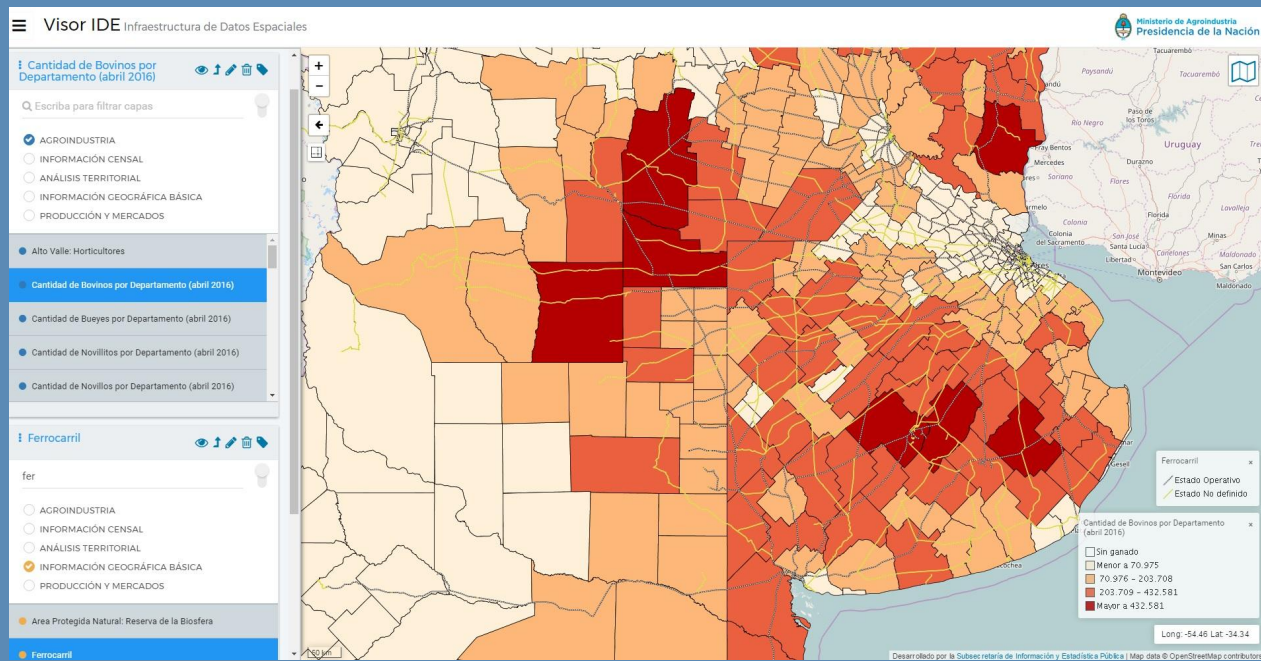 Visor IDE Infraestructura de Datos Espaciales
Ministerio de Agroindustria
Presidencia de la Nación
Cantidad de Bovinos por
Departamento (abril 2016)
Escriba para filtrar capas
AGROINDUSTRIA
INFORMACIÓN CENSAL
ANÁLISIS TERRITORIAL
INFORMACIÓN GEOGRÁFICA BÁSICA
PRODUCCIÓN Y MERCADOS
Alto Valle: Horticultores
Cantidad de Bovinos por Departamento (abril 2016)
Cantidad de Bueyes por Departamento (abril 2016)
Cantidad de Novillitos por Departamento (abril 2016)
Cantidad de Novillos por Departamento (abril 2016)
Ferrocarril
fer
AGROINDUSTRIA
INFORMACIÓN CENSAL
ANÁLISIS TERRITORIAL
INFORMACIÓN GEOGRÁFICA BÁSICA
PRODUCCIÓN Y MERCADOS
Area Protegida Natural: Reserva de la Biosfera
Ferrocarril
+
−
50 km
Tacuarembó
Paysandú
Tacuarembó
Paso de
los Toros
Río Negro
Fray Bentos
Uruguay
Mercedes
Durazno
Soriano
Flores
Florida
Lavalleja
Colonia
Florida
Colonia
del Sacramento
San José
Minas
Santa Lucía
Canelones
Maldonado
Libertad
San Carlos
Montevideo
Maldonado
Gesell
Ferrocarril ×
Estado Operativo
Estado No definido
Cantidad de Bovinos por Departamento ×
(abril 2016)
Sin ganado
Menor a 70.975
70.976 - 203.708
203.709 - 432.581
Mayor a 432.581
Long: -54.46 Lat -34.34
Desarrollado por la Subsecretaría de Información y Estadística Pública | Map data © OpenStreetMap contributors